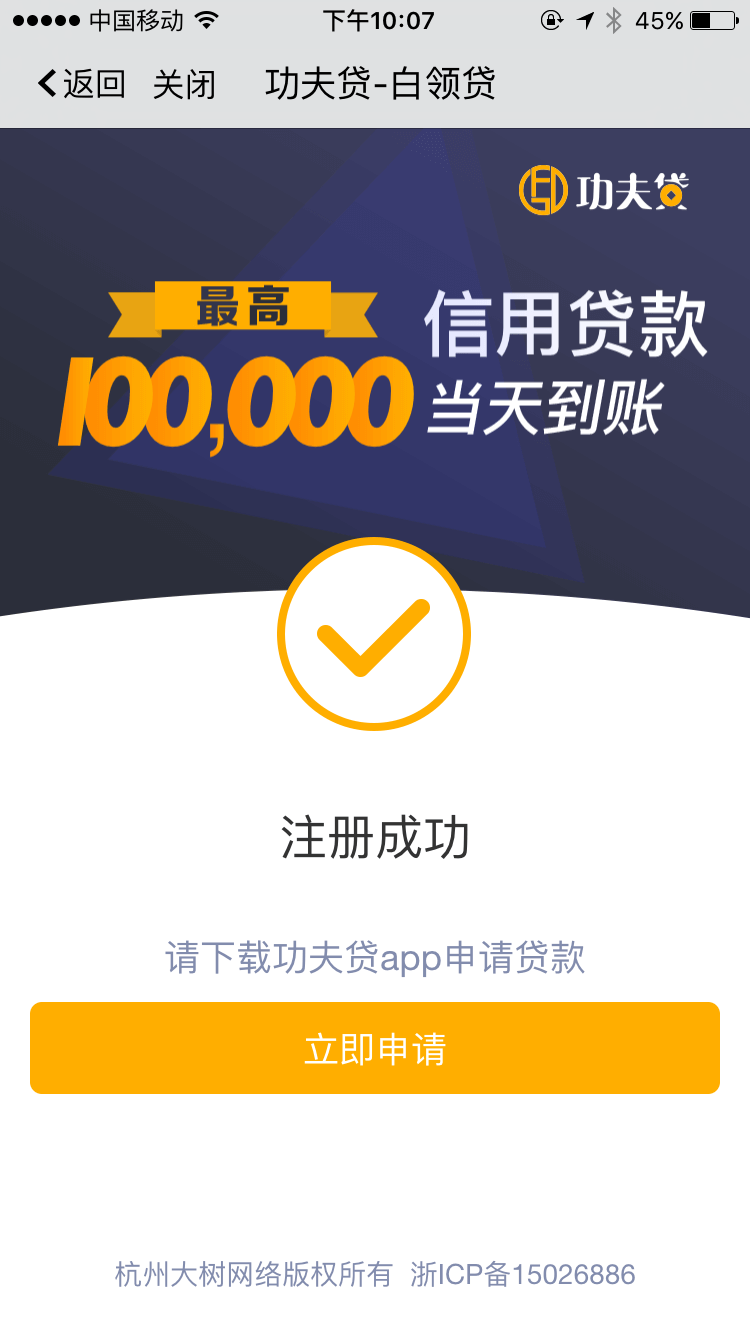 中国移动 下午10:07 45%
返回 关闭 功夫贷-白领贷
功夫贷
最高
100,000
信用贷款
当天到账
注册成功
请下载功夫贷app申请贷款
立即申请
杭州大树网络版权所有 浙ICP备15026886